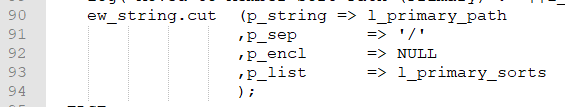 90 ew_string.cut (p_string => l_primary_path
91 ,p_sep => '/'
92 ,p_encl => NULL
93 ,p_list => l_primary_sorts
94 );